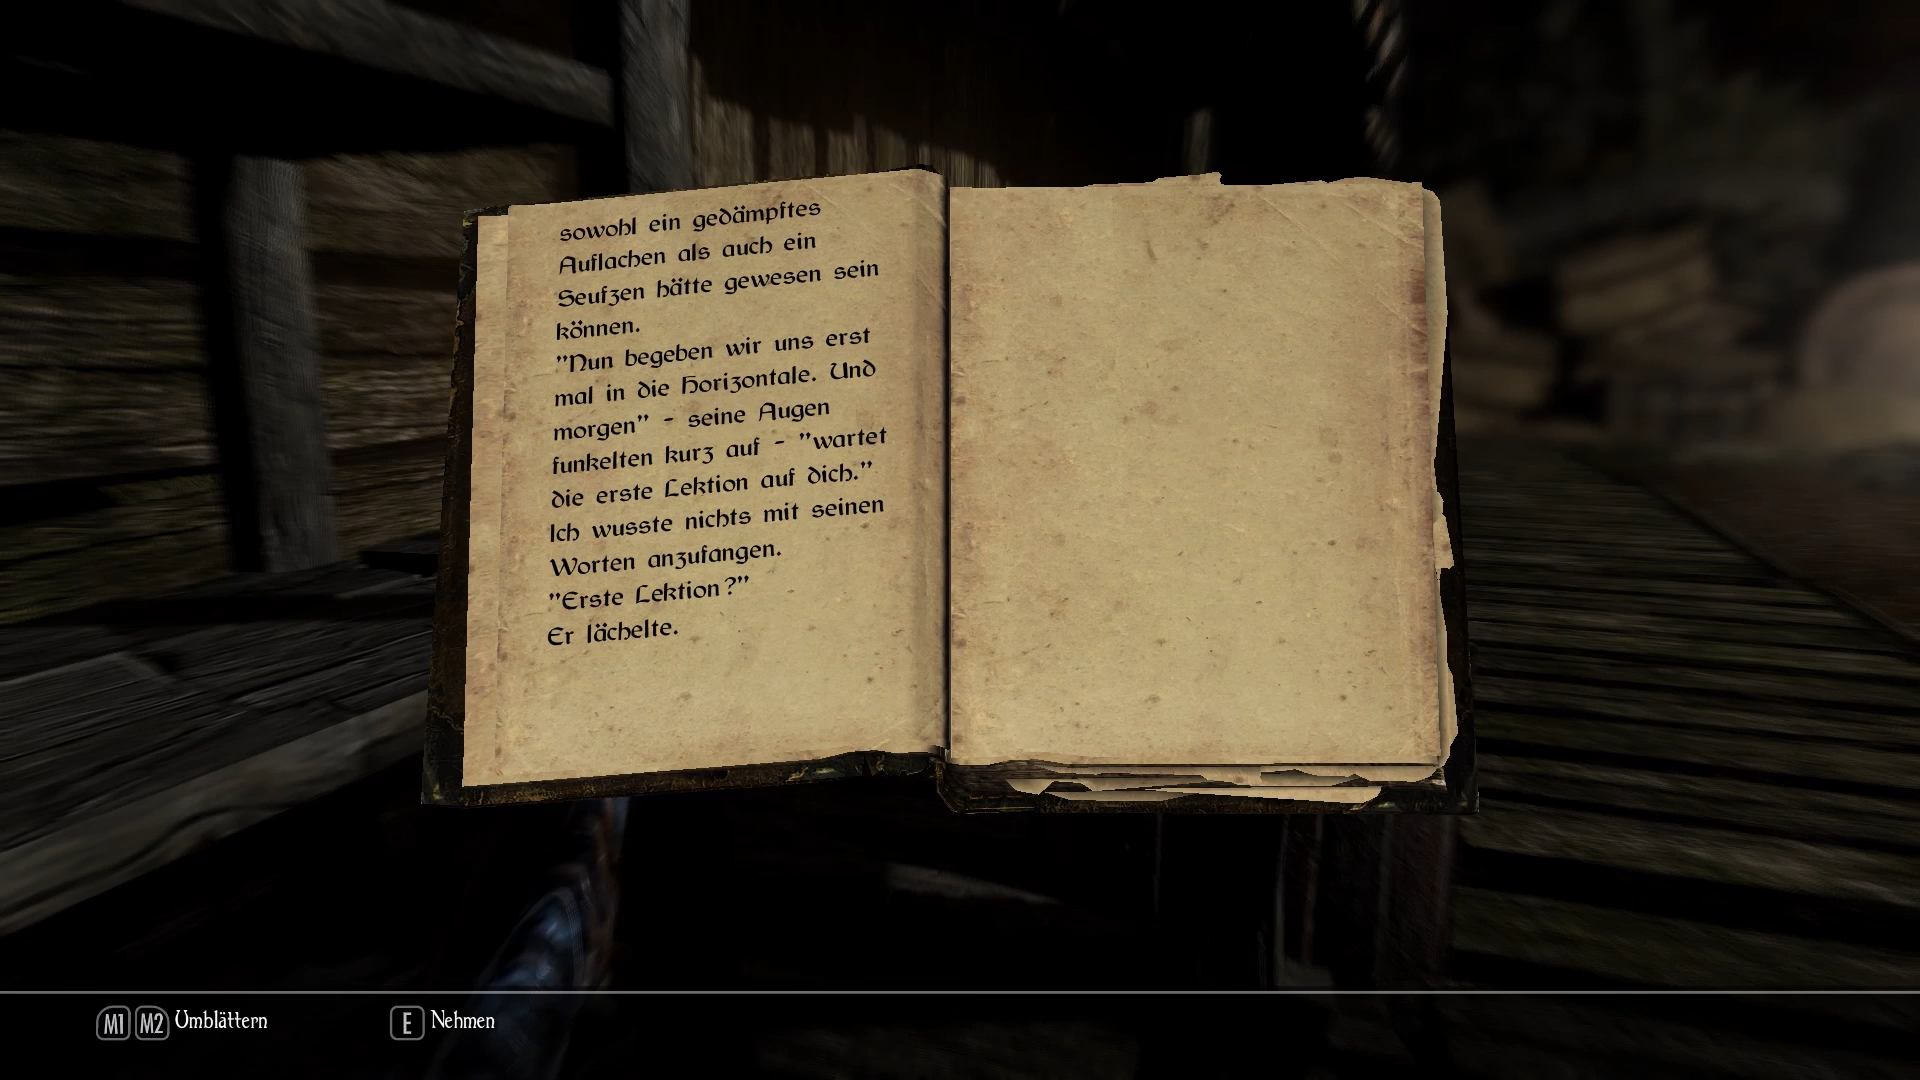 sowohl ein gedämpftes
Auflachen als auch ein
Seufzen hätte gewesen sein
können.
"Nun begeben wir uns erst
mal in die Horizontale. Und
morgen" - seine Augen
funkelten kurz auf - "wartet
die erste Lektion auf dich."
Ich wusste nichts mit seinen
Worten anzufangen.
"Erste Lektion?"
Er lächelte.
M1 M2 Umblättern
E Nehmen